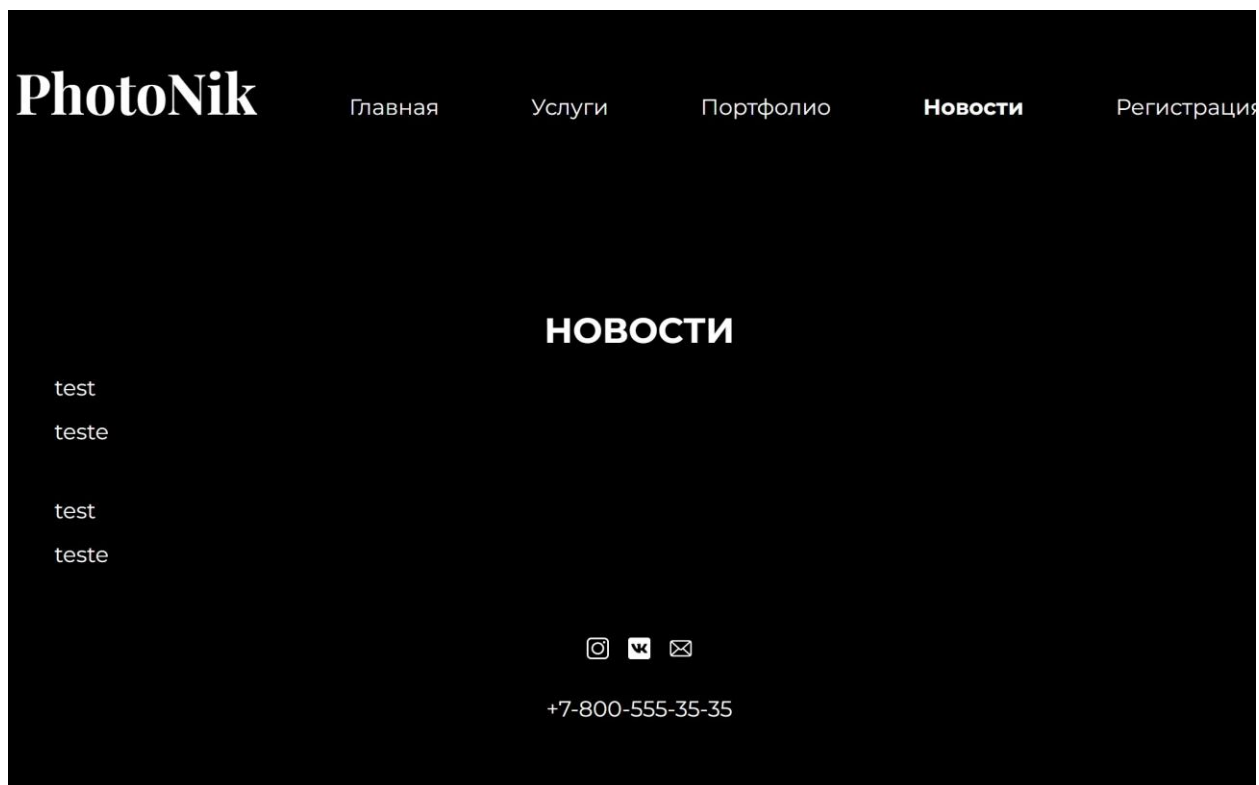 PhotoNik Главная Услуги Портфолио Новости Регистрация
НОВОСТИ
test
teste
test
teste
+7-800-555-35-35